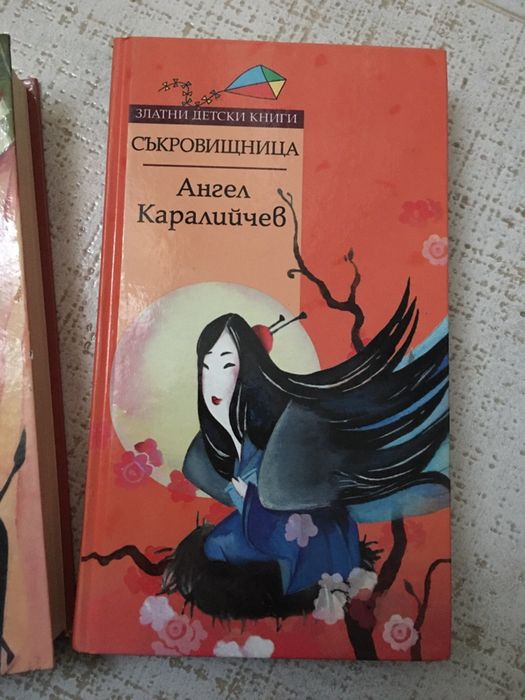 ЗЛАТНИ ДЕТСКИ КНИГИ
СЪКРОВИЩНИЦА
Ангел
Каралийчев